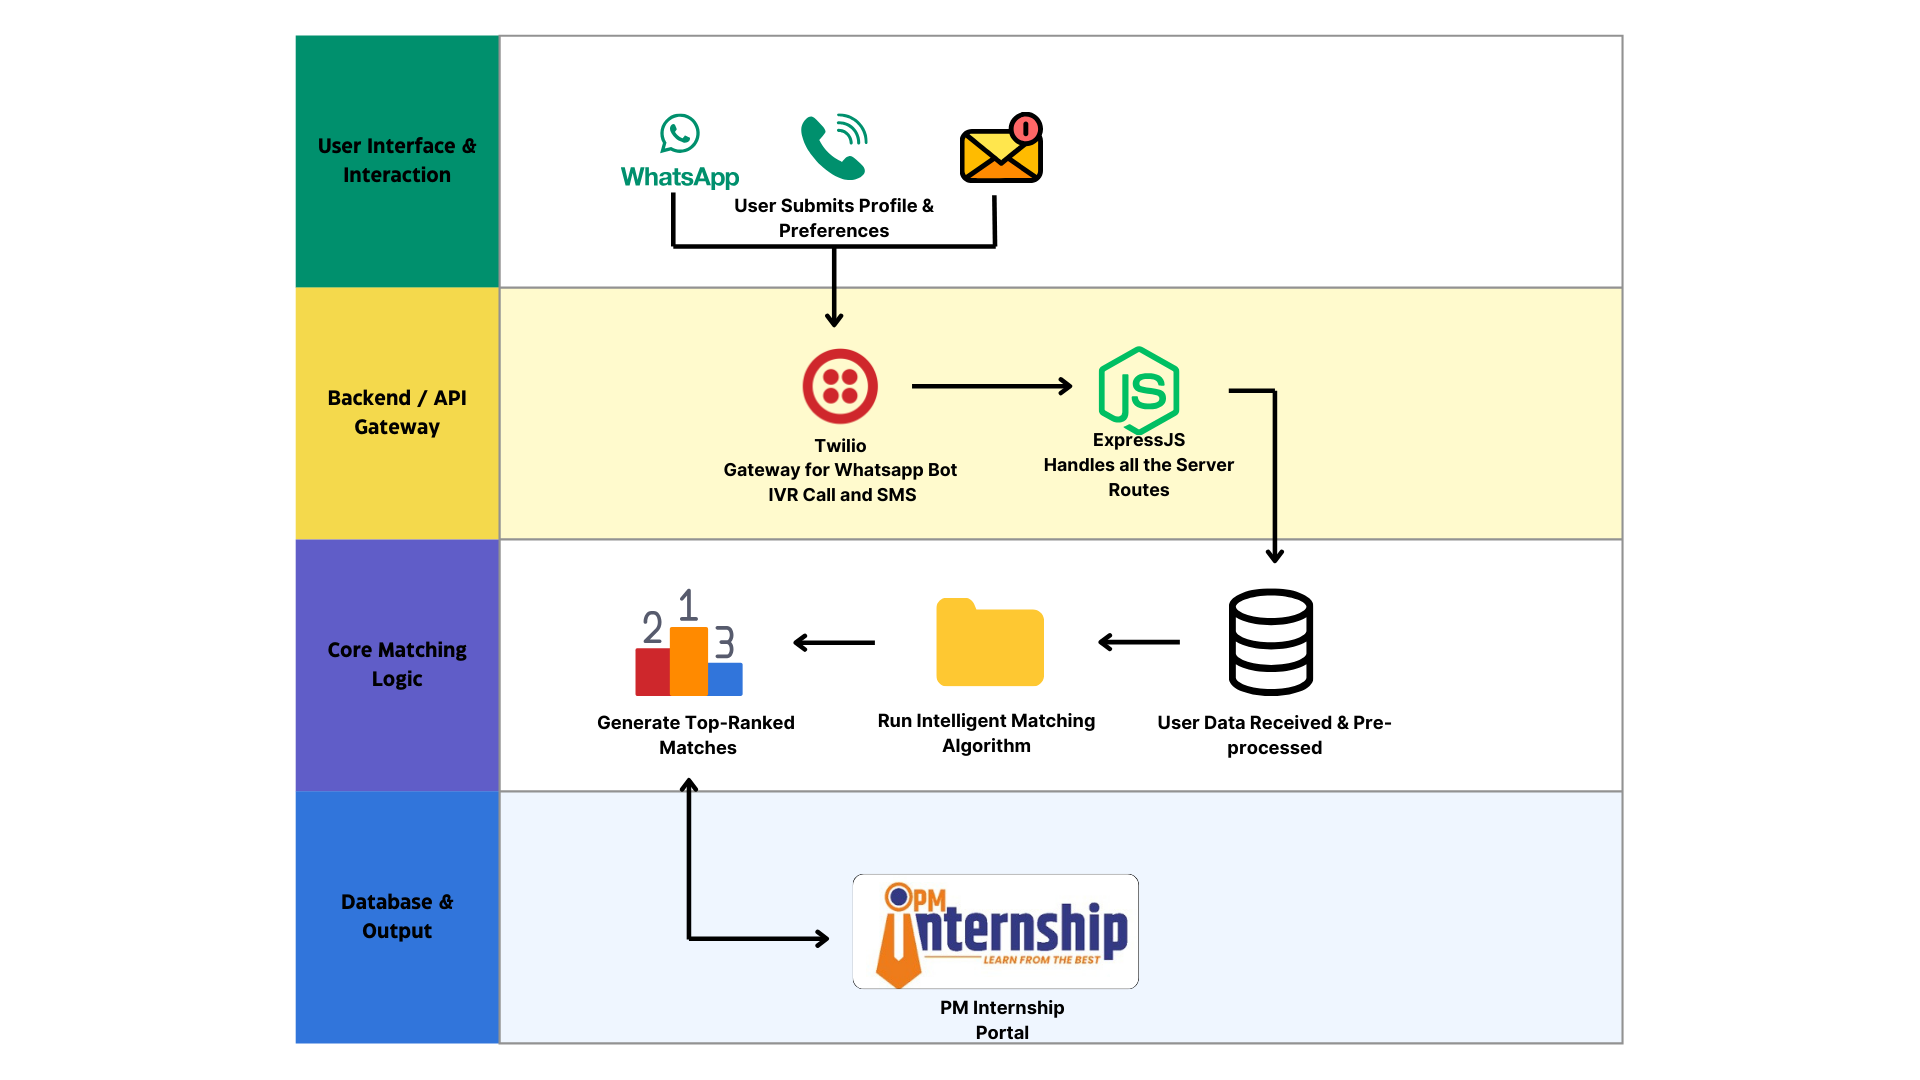 User Interface &
Interaction
WhatsApp
User Submits Profile &
Preferences
Backend / API
Gateway
JS
Twilio
Gateway for Whatsapp Bot
IVR Call and SMS
ExpressJS
Handles all the Server
Routes
Core Matching
Logic
2 1 3
Generate Top-Ranked
Matches
Run Intelligent Matching
Algorithm
User Data Received & Pre-
processed
Database &
Output
PM
internship
LEARN FROM THE BEST
PM Internship
Portal